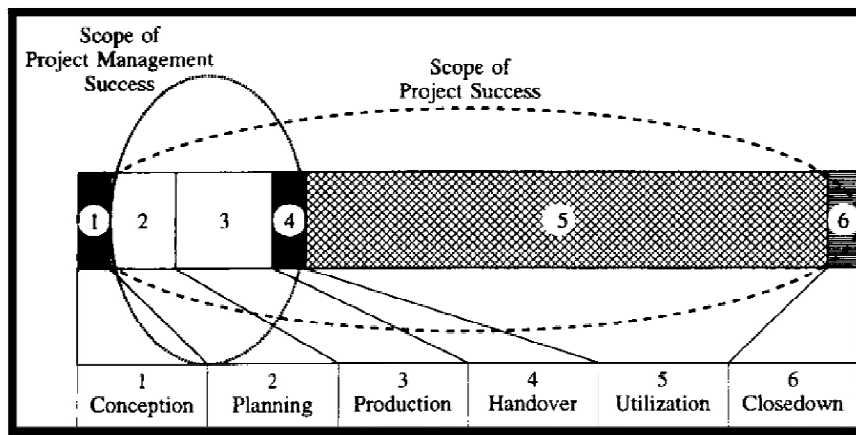 Scope of
Project Management
Success
Scope of
Project Success
1
2
3
4
5
6
1 2 3 4 5 6
Conception Planning Production Handover Utilization Closedown